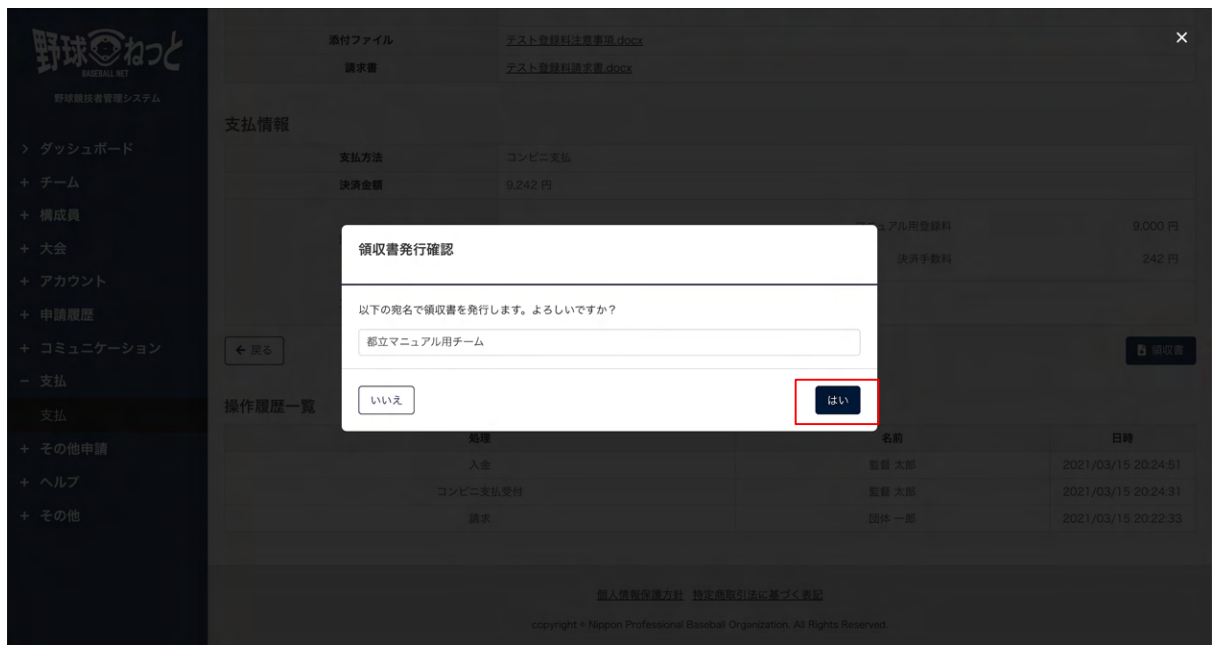 野球ねっと
BASEBALL NET
野球競技者管理システム
> ダッシュボード
+ チーム
+ 構成員
+ 大会
+ アカウント
+ 申請履歴
+ コミュニケーション
− 支払
支払
+ その他申請
+ ヘルプ
+ その他
×
添付ファイル テスト登録料注意事項.docx
請求書 テスト登録料請求書.docx
支払情報
支払方法 コンビニ支払
決済金額 9,242 円
アル用登録料 9,000 円
決済手数料 242 円
領収書発行確認
以下の宛名で領収書を発行します。よろしいですか？
都立マニュアル用チーム
いいえ はい
← 戻る 領収書
操作履歴一覧
処理 名前 日時
入金 監督 太郎 2021/03/15 20:24:51
コンビニ支払受付 監督 太郎 2021/03/15 20:24:31
請求 団体 一郎 2021/03/15 20:22:33
個人情報保護方針 特定商取引法に基づく表記
copyright © Nippon Professional Baseball Organization. All Rights Reserved.